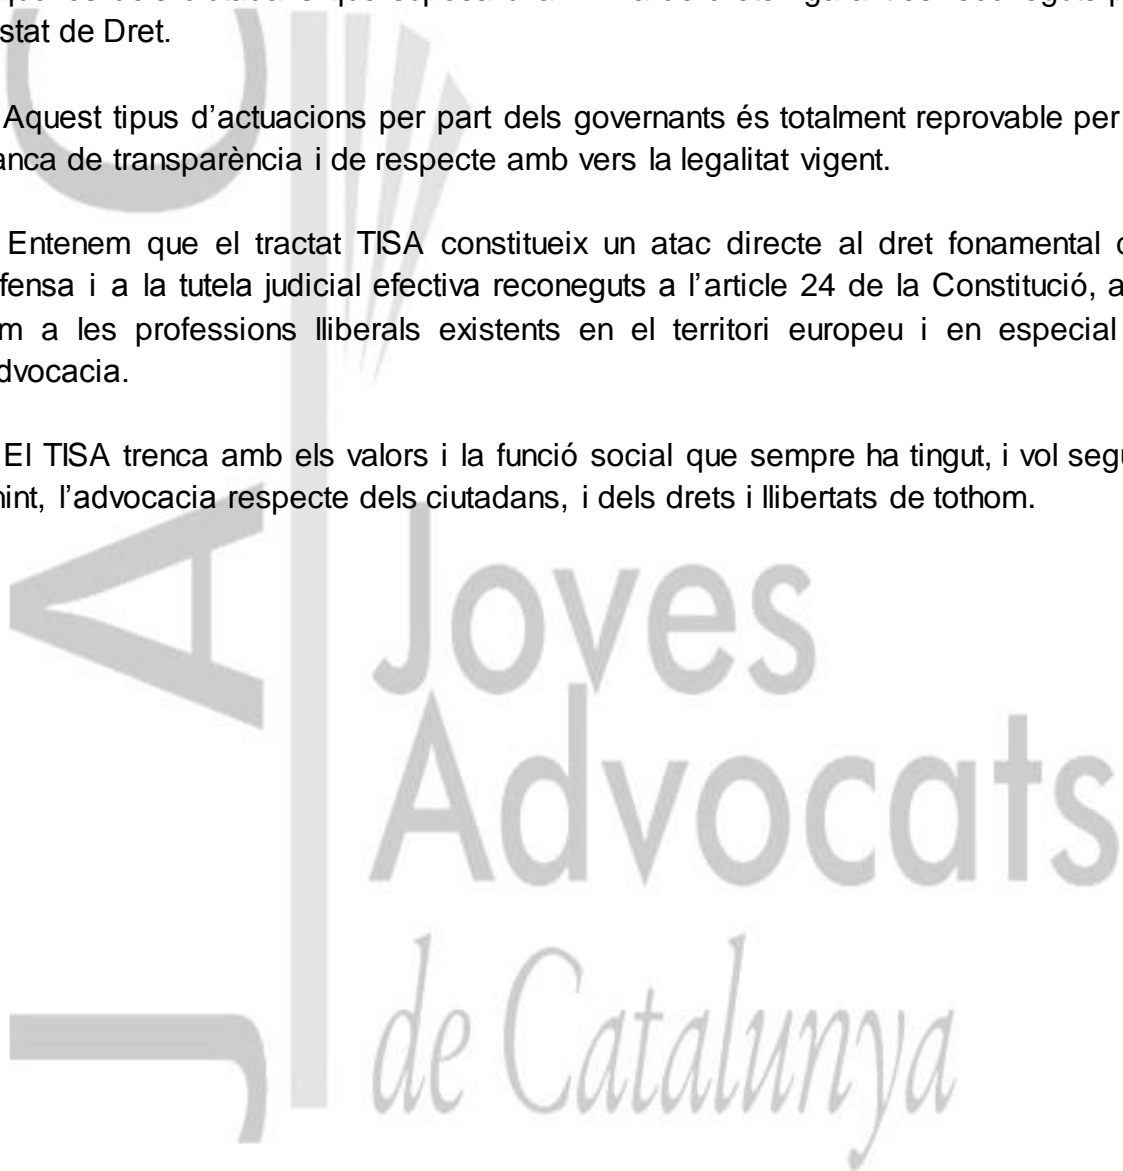 stat de Dret.
Aquest tipus d’actuacions per part dels governants és totalment reprovable per
anca de transparència i de respecte amb vers la legalitat vigent.
Entenem que el tractat TISA constitueix un atac directe al dret fonamental
fensa i a la tutela judicial efectiva reconeguts a l’article 24 de la Constitució, a
m a les professions lliberals existents en el territori europeu i en especial
dvocacia.
El TISA trenca amb els valors i la funció social que sempre ha tingut, i vol segu
nint, l’advocacia respecte dels ciutadans, i dels drets i llibertats de tothom.
J A C
Joves
Advocats
de Catalunya